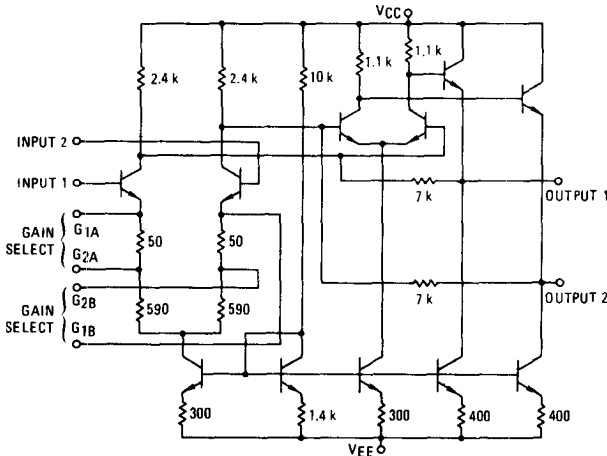 VCC
1.1 k
1.1 k
2.4 k
2.4 k
10 k
INPUT 2
INPUT 1
GAIN SELECT
G1A
G2A
50
50
7 k
OUTPUT 1
GAIN SELECT
G2B
G1B
590
590
7 k
OUTPUT 2
300
1.4 k
300
400
400
VEE